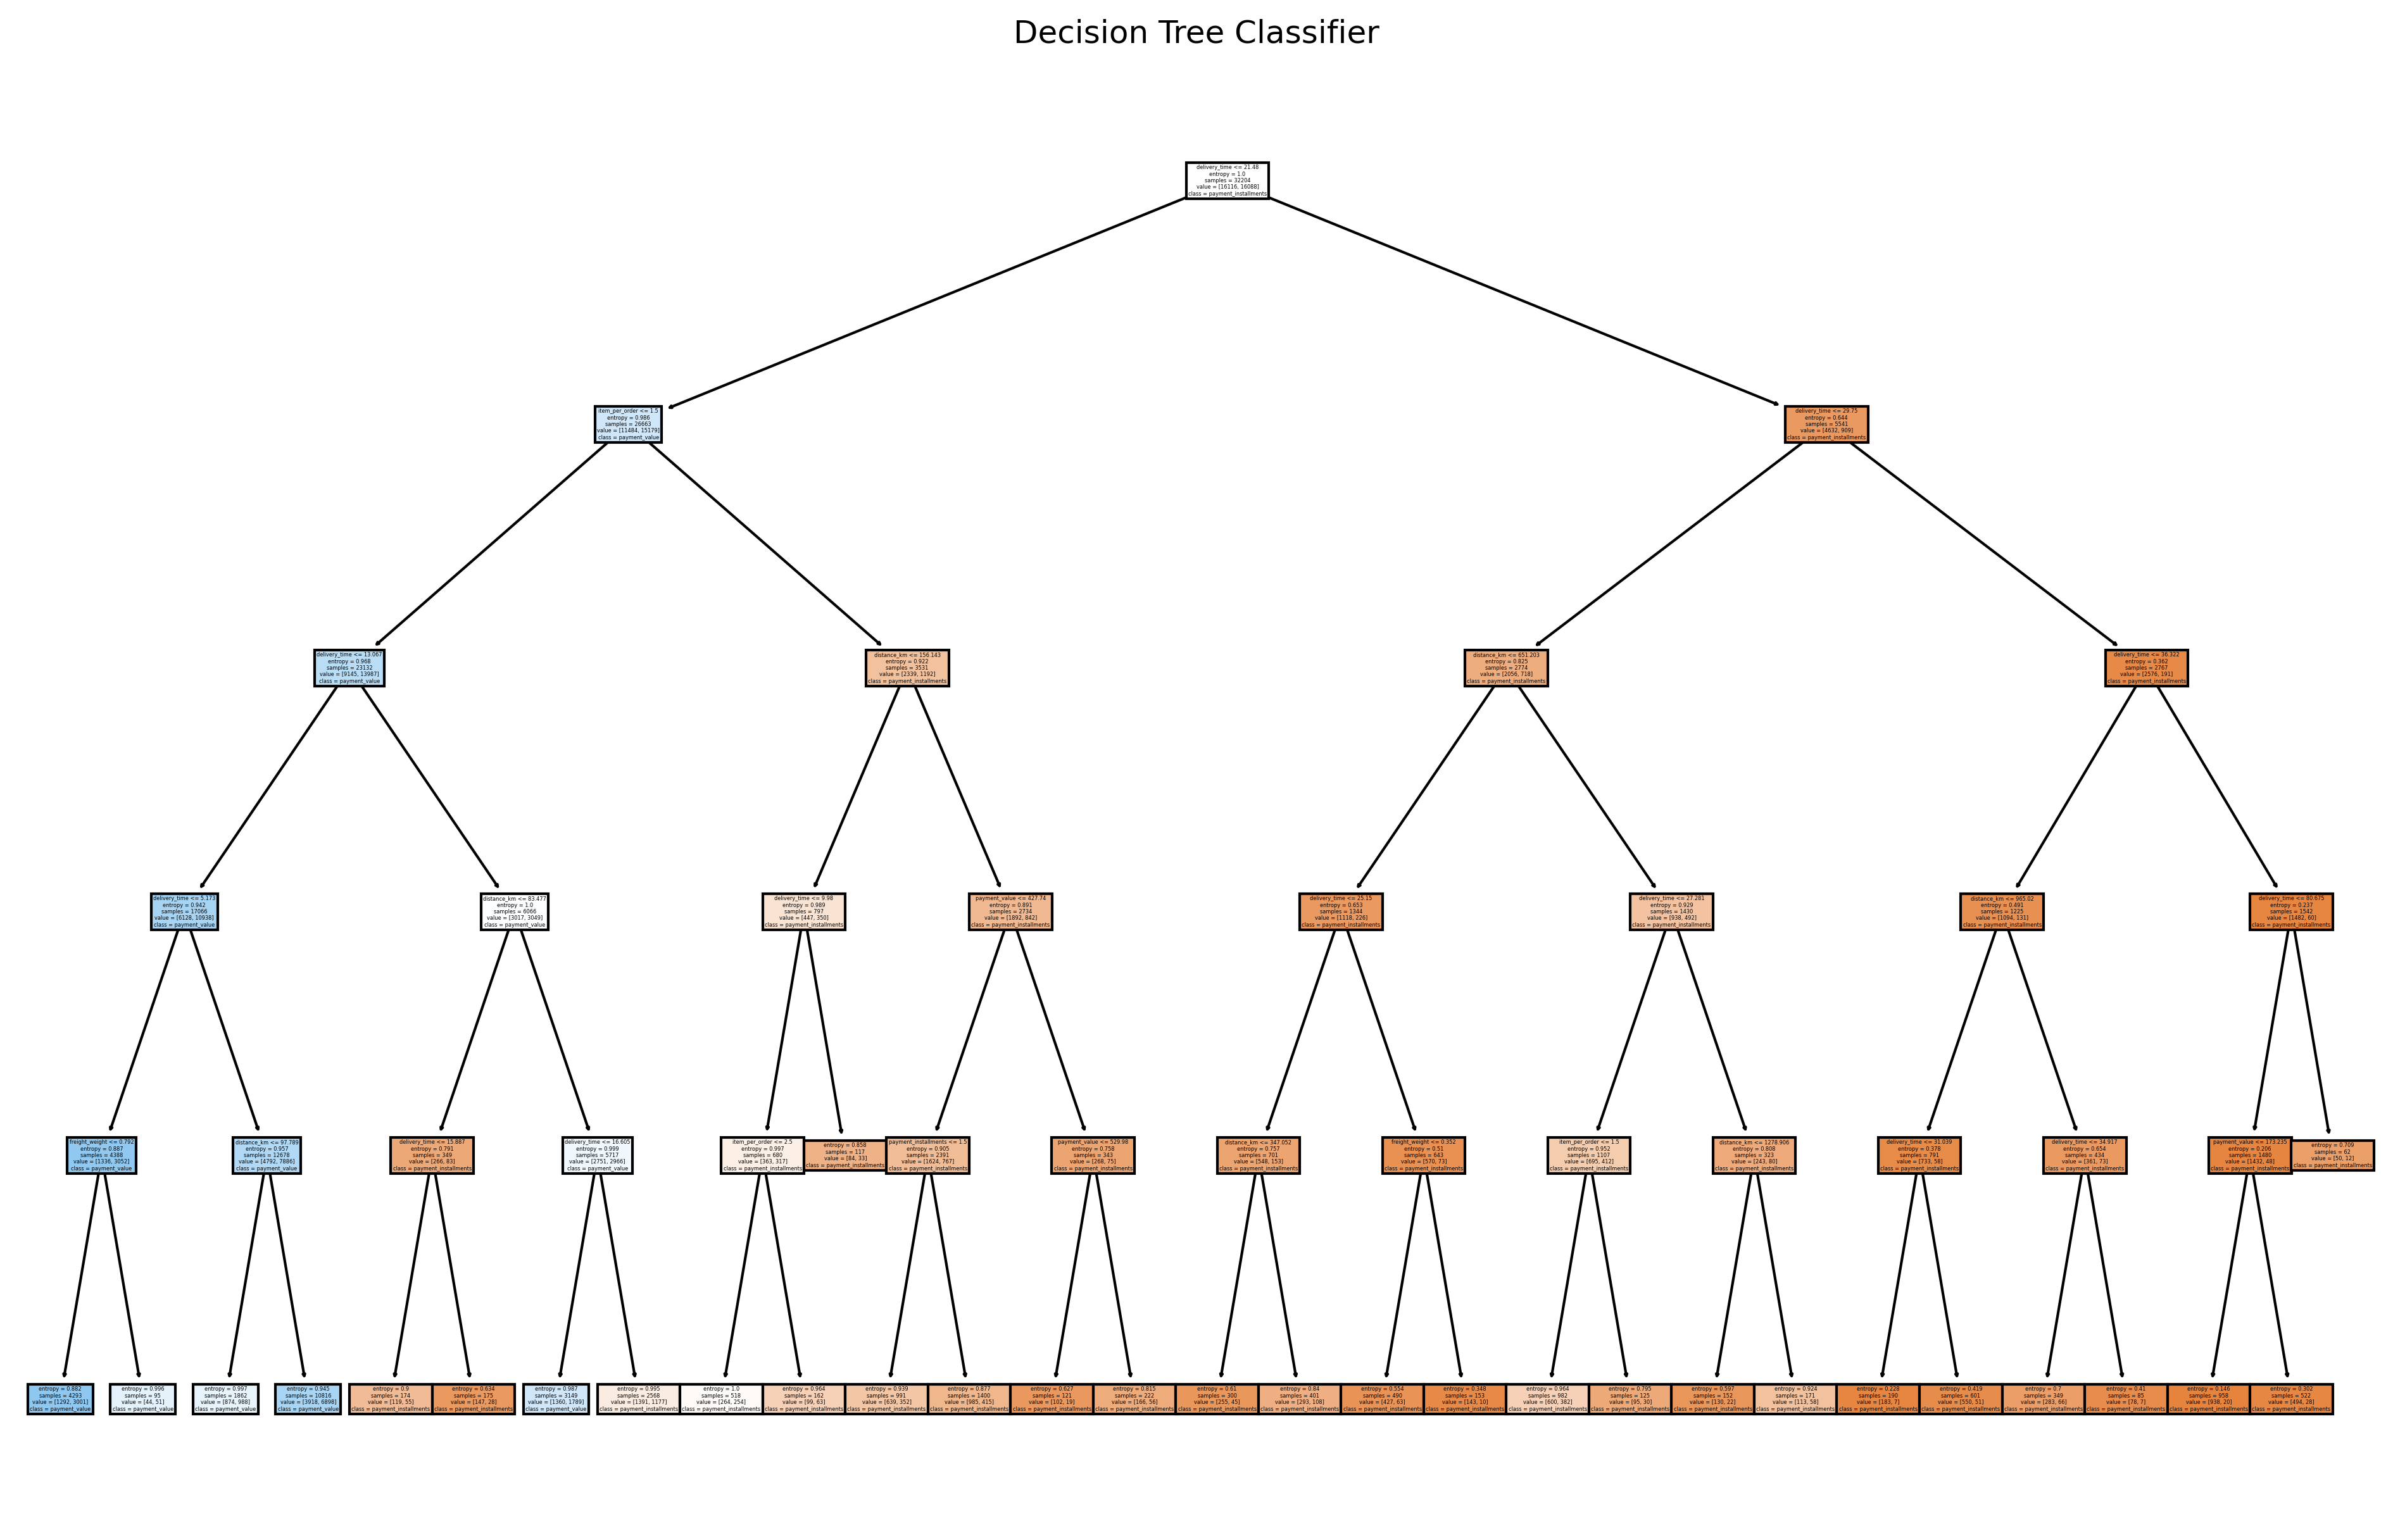 Decision Tree Classifier
delivery_time <= 21.48
entropy = 1.0
samples = 32204
value = [16116, 16088]
class = payment_installments
item_per_order <= 1.5
entropy = 0.986
samples = 26663
value = [11484, 15179]
class = payment_value
delivery_time <= 29.75
entropy = 0.644
samples = 5541
value = [4632, 909]
class = payment_installments
delivery_time <= 13.067
entropy = 0.968
samples = 23132
value = [9145, 13987]
class = payment_value
distance_km <= 156.143
entropy = 0.922
samples = 3531
value = [2339, 1192]
class = payment_installments
distance_km <= 651.203
entropy = 0.825
samples = 2774
value = [2056, 718]
class = payment_installments
delivery_time <= 36.322
entropy = 0.362
samples = 2767
value = [2576, 191]
class = payment_installments
delivery_time <= 5.173
entropy = 0.942
samples = 17066
value = [6128, 10938]
class = payment_value
distance_km <= 83.477
entropy = 1.0
samples = 6066
value = [3017, 3049]
class = payment_value
delivery_time <= 9.98
entropy = 0.989
samples = 797
value = [447, 350]
class = payment_installments
payment_value <= 427.74
entropy = 0.891
samples = 2734
value = [1892, 842]
class = payment_installments
delivery_time <= 25.15
entropy = 0.653
samples = 1344
value = [1118, 226]
class = payment_installments
delivery_time <= 27.281
entropy = 0.929
samples = 1430
value = [938, 492]
class = payment_installments
distance_km <= 965.02
entropy = 0.491
samples = 1225
value = [1094, 131]
class = payment_installments
delivery_time <= 80.675
entropy = 0.237
samples = 1542
value = [1482, 60]
class = payment_installments
freight_weight <= 0.792
entropy = 0.887
samples = 4388
value = [1336, 3052]
class = payment_value
distance_km <= 97.789
entropy = 0.957
samples = 12678
value = [4792, 7886]
class = payment_value
delivery_time <= 15.887
entropy = 0.791
samples = 349
value = [266, 83]
class = payment_installments
delivery_time <= 16.605
entropy = 0.999
samples = 5717
value = [2751, 2966]
class = payment_value
item_per_order <= 2.5
entropy = 0.997
samples = 680
value = [363, 317]
class = payment_installments
entropy = 0.858
samples = 117
value = [84, 33]
class = payment_installments
payment_installments <= 1.5
entropy = 0.905
samples = 2391
value = [1624, 767]
class = payment_installments
payment_value <= 529.98
entropy = 0.758
samples = 343
value = [268, 75]
class = payment_installments
distance_km <= 347.052
entropy = 0.757
samples = 701
value = [548, 153]
class = payment_installments
freight_weight <= 0.352
entropy = 0.51
samples = 643
value = [570, 73]
class = payment_installments
item_per_order <= 1.5
entropy = 0.952
samples = 1107
value = [695, 412]
class = payment_installments
distance_km <= 1278.906
entropy = 0.808
samples = 323
value = [243, 80]
class = payment_installments
delivery_time <= 31.039
entropy = 0.378
samples = 791
value = [733, 58]
class = payment_installments
delivery_time <= 34.917
entropy = 0.654
samples = 434
value = [361, 73]
class = payment_installments
payment_value <= 173.235
entropy = 0.206
samples = 1480
value = [1432, 48]
class = payment_installments
entropy = 0.709
samples = 62
value = [50, 12]
class = payment_installments
entropy = 0.882
samples = 4293
value = [1292, 3001]
class = payment_value
entropy = 0.996
samples = 95
value = [44, 51]
class = payment_value
entropy = 0.997
samples = 1862
value = [874, 988]
class = payment_value
entropy = 0.945
samples = 10816
value = [3918, 6898]
class = payment_value
entropy = 0.9
samples = 174
value = [119, 55]
class = payment_installments
entropy = 0.634
samples = 175
value = [147, 28]
class = payment_installments
entropy = 0.987
samples = 3149
value = [1360, 1789]
class = payment_value
entropy = 0.995
samples = 2568
value = [1391, 1177]
class = payment_installments
entropy = 1.0
samples = 518
value = [264, 254]
class = payment_installments
entropy = 0.964
samples = 162
value = [99, 63]
class = payment_installments
entropy = 0.939
samples = 991
value = [639, 352]
class = payment_installments
entropy = 0.877
samples = 1400
value = [985, 415]
class = payment_installments
entropy = 0.627
samples = 121
value = [102, 19]
class = payment_installments
entropy = 0.815
samples = 222
value = [166, 56]
class = payment_installments
entropy = 0.61
samples = 300
value = [255, 45]
class = payment_installments
entropy = 0.84
samples = 401
value = [293, 108]
class = payment_installments
entropy = 0.554
samples = 490
value = [427, 63]
class = payment_installments
entropy = 0.348
samples = 153
value = [143, 10]
class = payment_installments
entropy = 0.964
samples = 982
value = [600, 382]
class = payment_installments
entropy = 0.795
samples = 125
value = [95, 30]
class = payment_installments
entropy = 0.597
samples = 152
value = [130, 22]
class = payment_installments
entropy = 0.924
samples = 171
value = [113, 58]
class = payment_installments
entropy = 0.228
samples = 190
value = [183, 7]
class = payment_installments
entropy = 0.419
samples = 601
value = [550, 51]
class = payment_installments
entropy = 0.7
samples = 349
value = [283, 66]
class = payment_installments
entropy = 0.41
samples = 85
value = [78, 7]
class = payment_installments
entropy = 0.146
samples = 958
value = [938, 20]
class = payment_installments
entropy = 0.302
samples = 522
value = [494, 28]
class = payment_installments